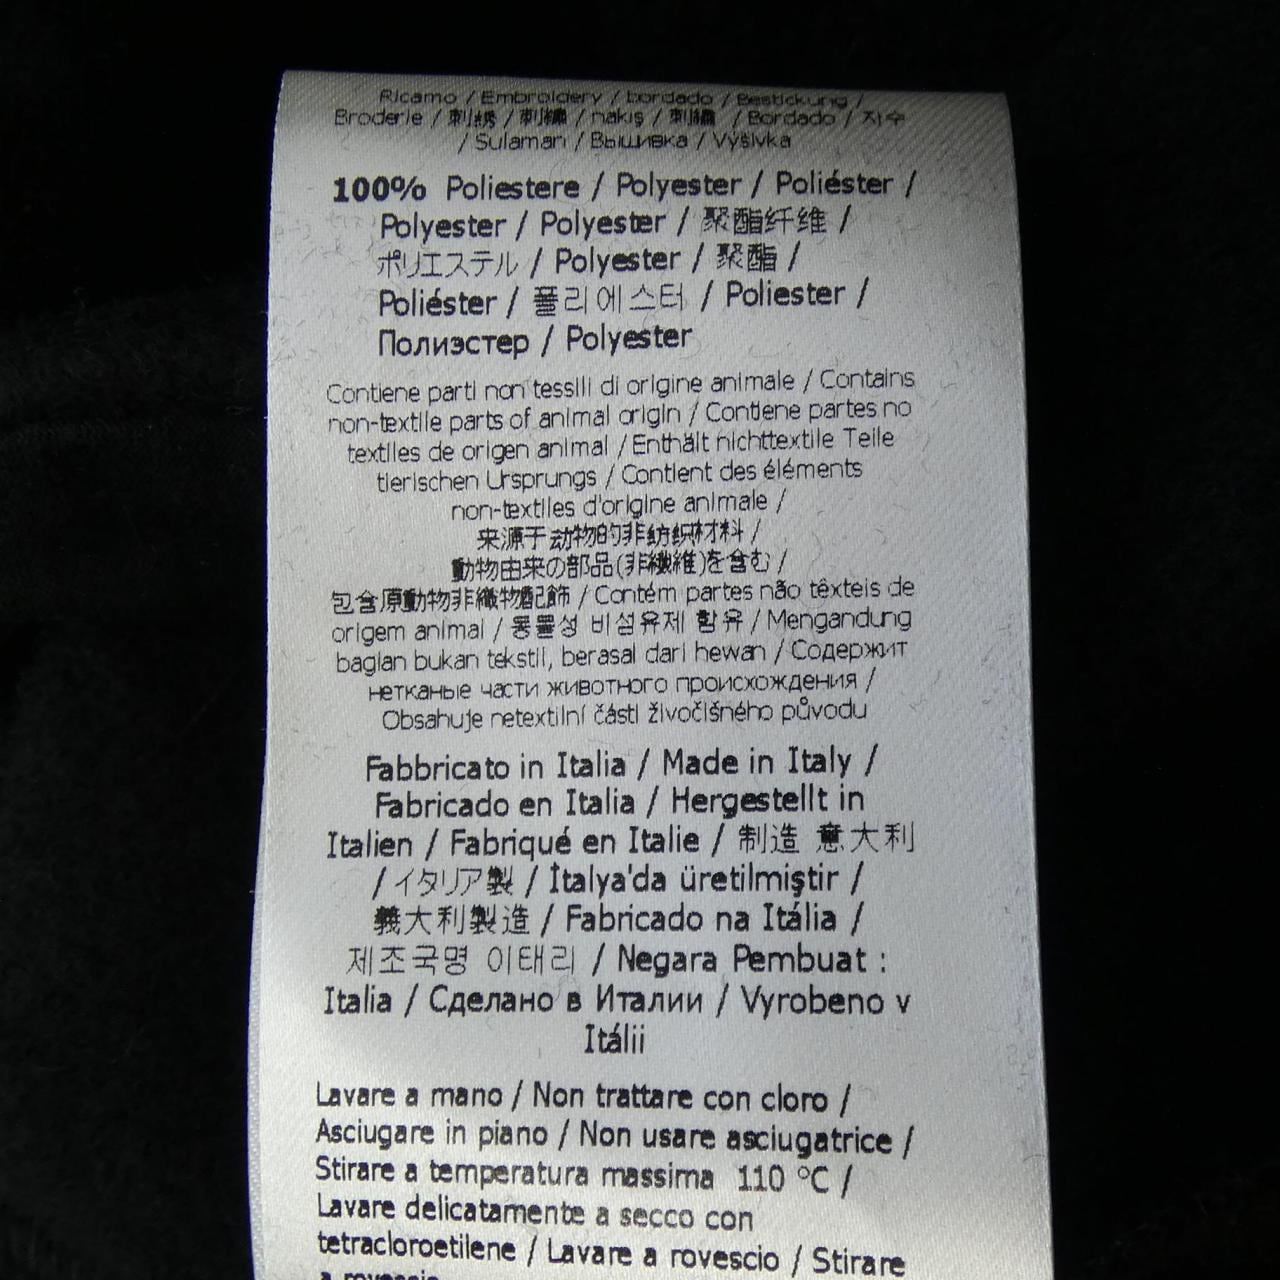 Ricamo / Embroidery / bordado / Bestickung /
Broderie / 刺绣 / 刺繍 / nakış / 刺繡 / Bordado / 자수
/ Sulaman / Вышивка / Výšivka
100% Poliestere / Polyester / Poliéster /
Polyester / Polyester / 聚酯纤维 /
ポリエステル / Polyester / 聚酯 /
Poliéster / 폴리에스터 / Poliester /
Полиэстер / Polyester
Contiene parti non tessili di origine animale / Contains
non-textile parts of animal origin / Contiene partes no
textiles de origen animal / Enthält nichttextile Teile
tierischen Ursprungs / Contient des éléments
non-textiles d'origine animale /
来源于动物的非纺织材料 /
動物由来の部品(非繊維)を含む /
包含原動物非織物配飾 / Contém partes não têxteis de
origem animal / 동물성 비섬유제 함유 / Mengandung
bagian bukan tekstil, berasal dari hewan / Содержит
нетканые части животного происхождения /
Obsahuje netextilní části živočišného původu
Fabbricato in Italia / Made in Italy /
Fabricado en Italia / Hergestellt in
Italien / Fabriqué en Italie / 制造 意大利
/ イタリア製 / İtalya'da üretilmiştir /
義大利製造 / Fabricado na Itália /
제조국명 이태리 / Negara Pembuat :
Italia / Сделано в Италии / Vyrobeno v
Itálii
Lavare a mano / Non trattare con cloro /
Asciugare in piano / Non usare asciugatrice /
Stirare a temperatura massima 110 °C /
Lavare delicatamente a secco con
tetracloroetilene / Lavare a rovescio / Stirare
a rovescio